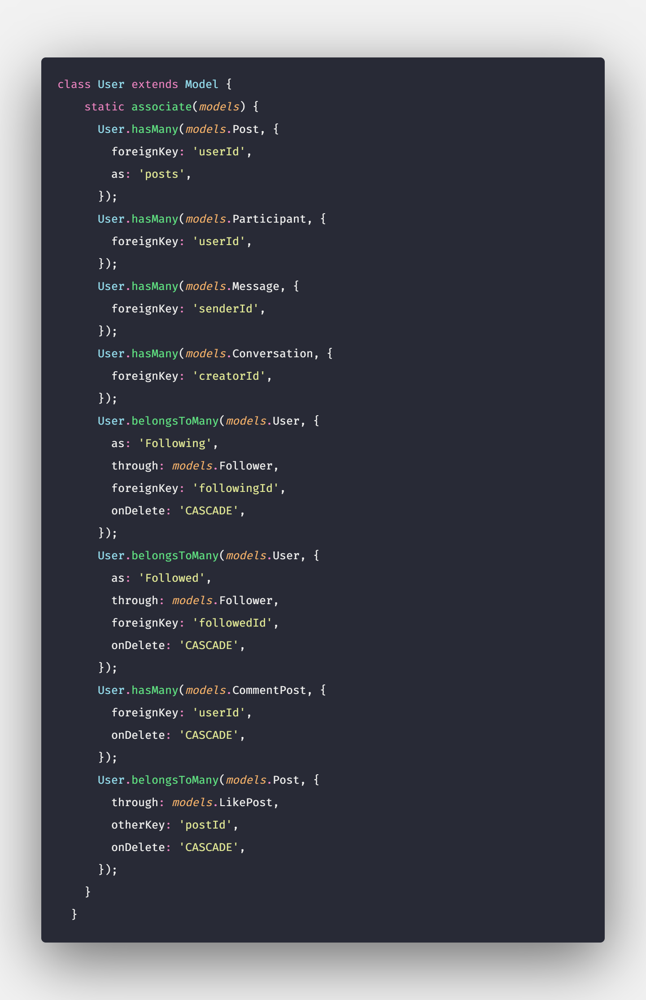 class User extends Model {
    static associate(models) {
      User.hasMany(models.Post, {
        foreignKey: 'userId',
        as: 'posts',
      });
      User.hasMany(models.Participant, {
        foreignKey: 'userId',
      });
      User.hasMany(models.Message, {
        foreignKey: 'senderId',
      });
      User.hasMany(models.Conversation, {
        foreignKey: 'creatorId',
      });
      User.belongsToMany(models.User, {
        as: 'Following',
        through: models.Follower,
        foreignKey: 'followingId',
        onDelete: 'CASCADE',
      });
      User.belongsToMany(models.User, {
        as: 'Followed',
        through: models.Follower,
        foreignKey: 'followedId',
        onDelete: 'CASCADE',
      });
      User.hasMany(models.CommentPost, {
        foreignKey: 'userId',
        onDelete: 'CASCADE',
      });
      User.belongsToMany(models.Post, {
        through: models.LikePost,
        otherKey: 'postId',
        onDelete: 'CASCADE',
      });
    }
  }